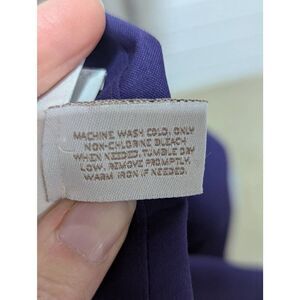 MACHINE WASH COLD, ONLY
NON-CHLORINE BLEACH
WHEN NEEDED, TUMBLE DRY
LOW, REMOVE PROMPTLY,
WARM IRON IF NEEDED.